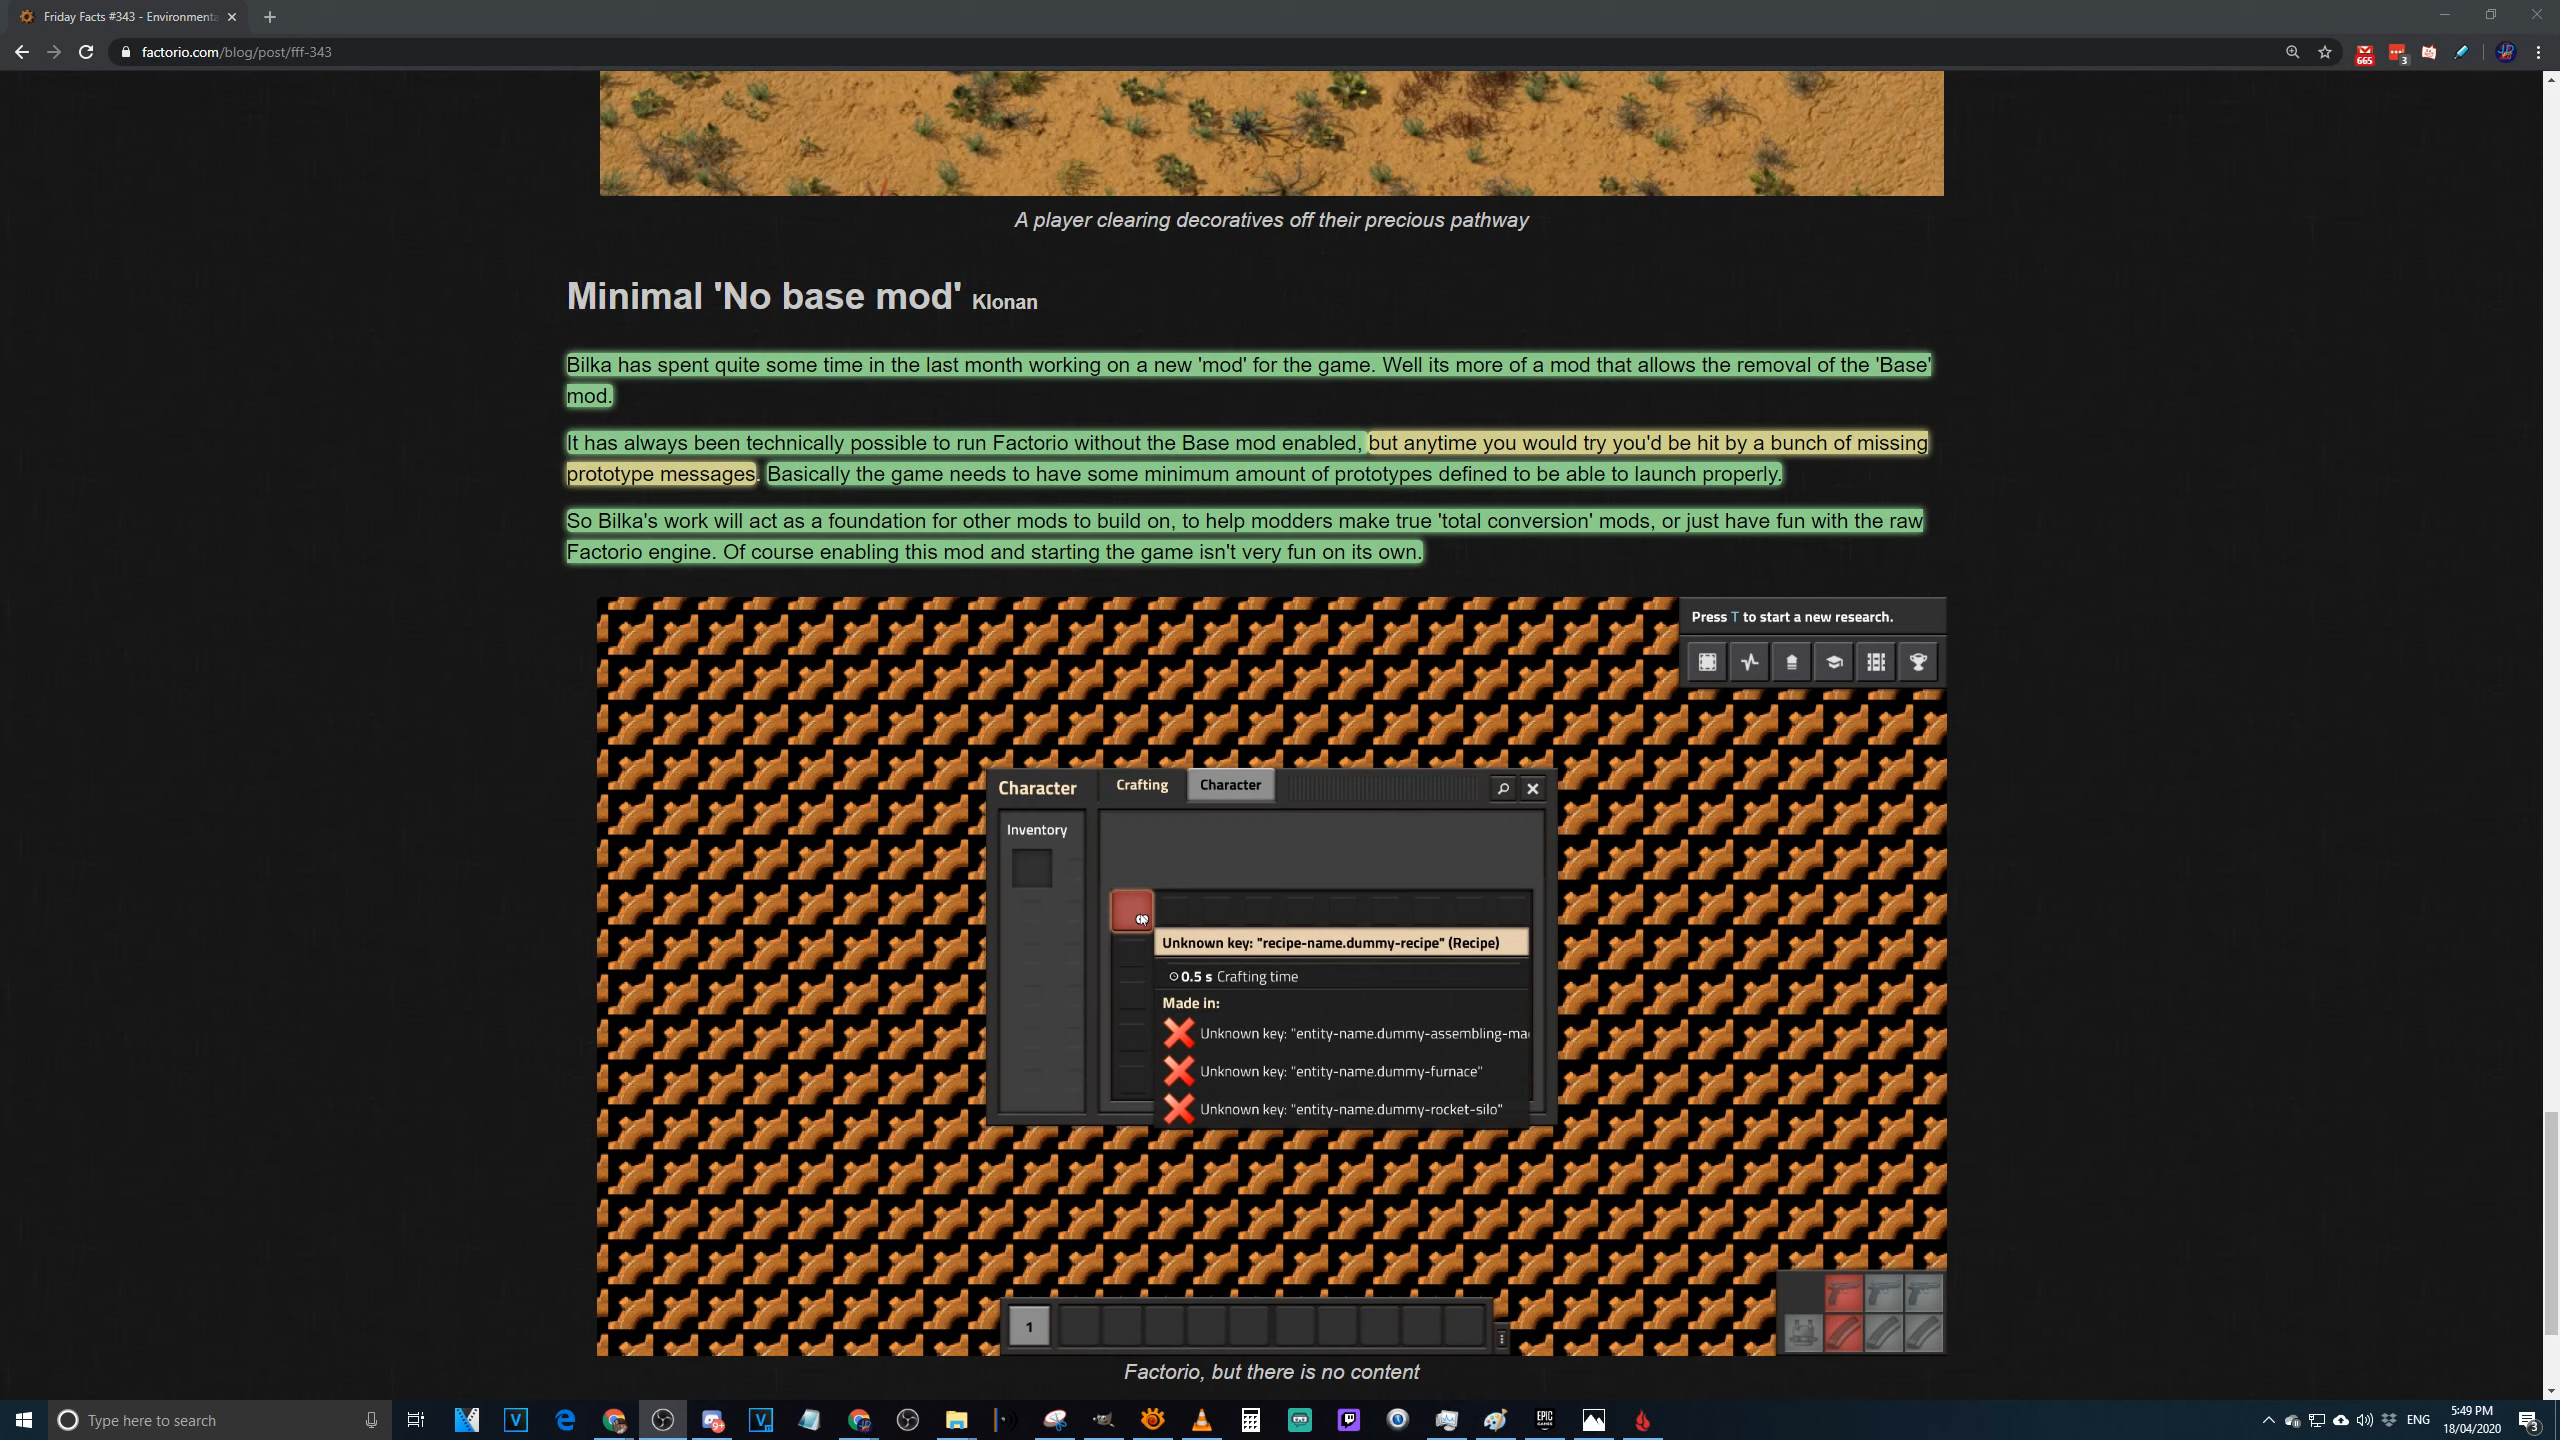 Friday Facts #343 - Environmenta
factorio.com/blog/post/fff-343
665
3
A player clearing decoratives off their precious pathway
Minimal 'No base mod' Klonan
Bilka has spent quite some time in the last month working on a new 'mod' for the game. Well its more of a mod that allows the removal of the 'Base'
mod.
It has always been technically possible to run Factorio without the Base mod enabled, but anytime you would try you'd be hit by a bunch of missing
prototype messages. Basically the game needs to have some minimum amount of prototypes defined to be able to launch properly.
So Bilka's work will act as a foundation for other mods to build on, to help modders make true 'total conversion' mods, or just have fun with the raw
Factorio engine. Of course enabling this mod and starting the game isn't very fun on its own.
Press T to start a new research.
Character
Crafting
Character
Inventory
Unknown key: "recipe-name.dummy-recipe" (Recipe)
0.5 s Crafting time
Made in:
Unknown key: "entity-name.dummy-assembling-ma
Unknown key: "entity-name.dummy-furnace"
Unknown key: "entity-name.dummy-rocket-silo"
1
Factorio, but there is no content
Type here to search
9+
EPIC
GAMES
ENG
5:49 PM
18/04/2020
3